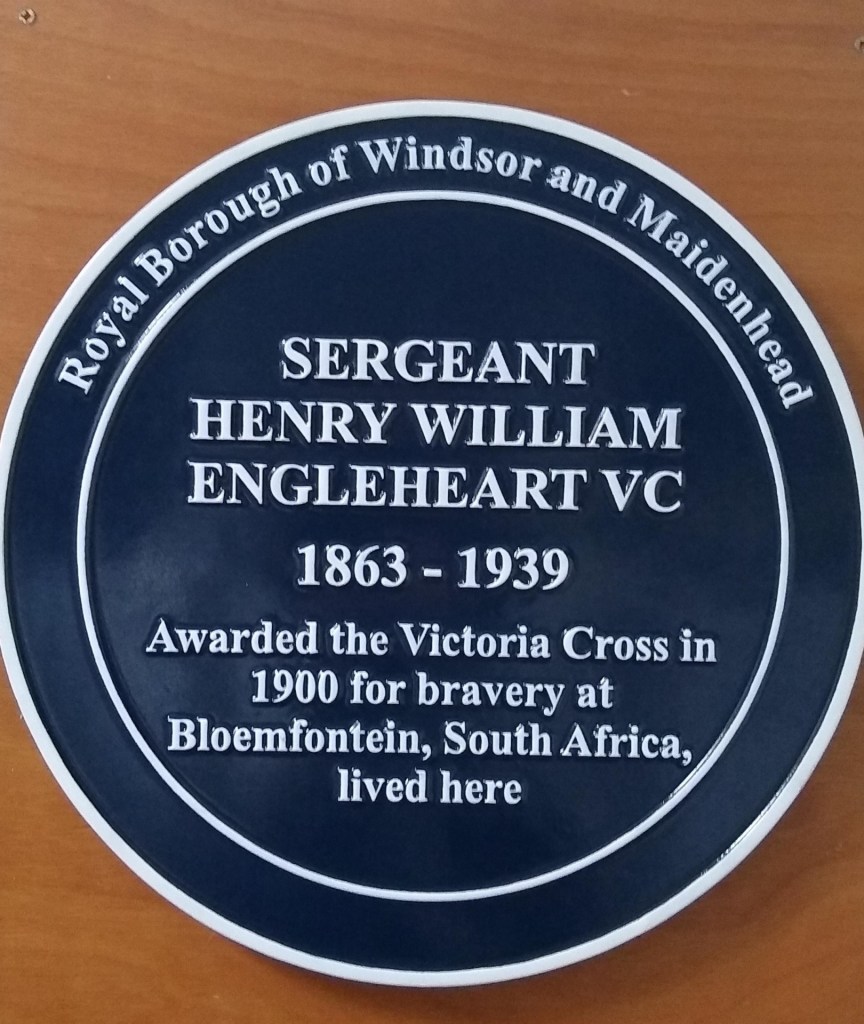 Royal Borough of Windsor and Maidenhead
SERGEANT
HENRY WILLIAM
ENGLEHEART VC
1863 - 1939
Awarded the Victoria Cross in
1900 for bravery at
Bloemfontein, South Africa,
lived here